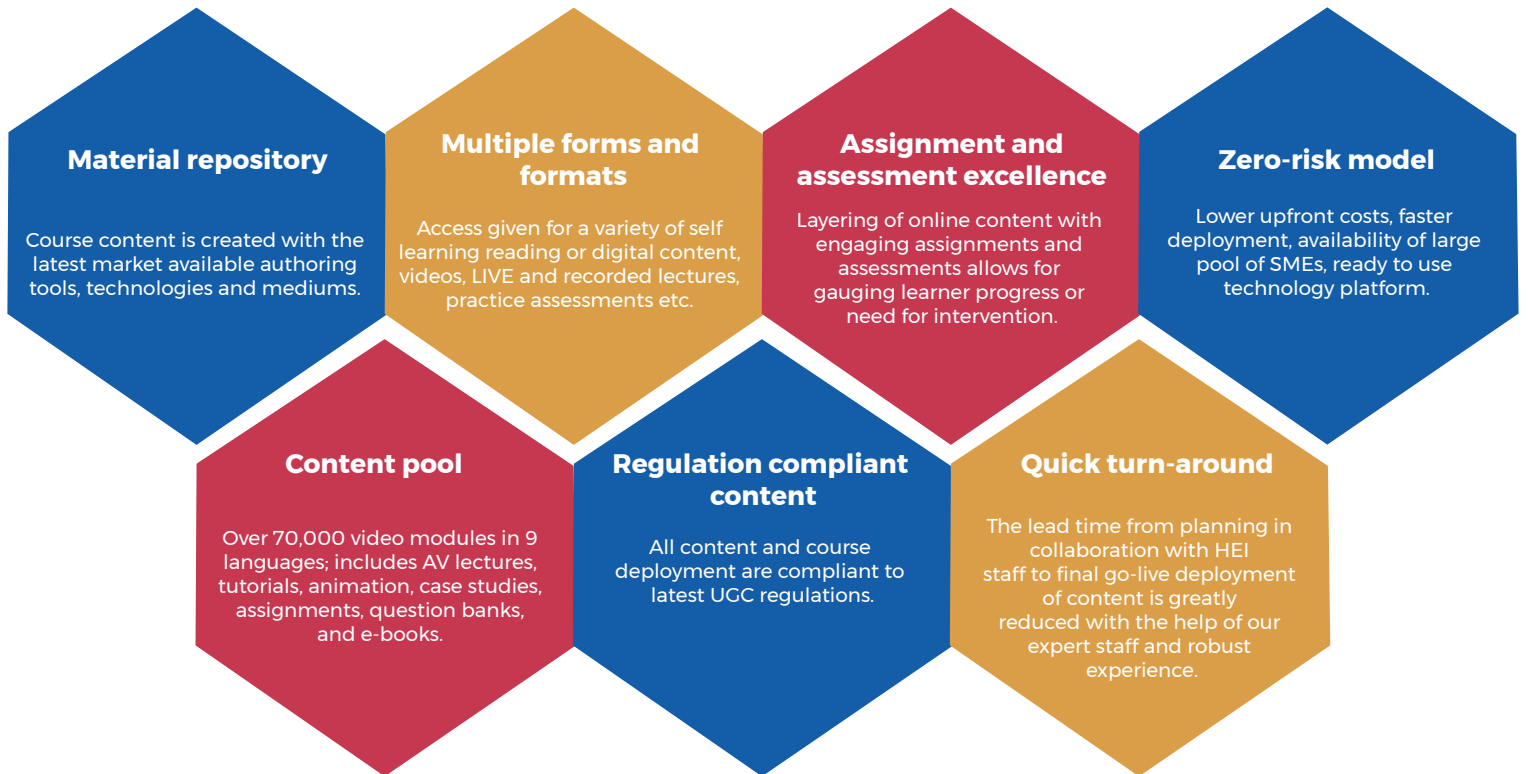 Material repository
Course content is created with the
latest market available authoring
tools, technologies and mediums.
Multiple forms and
formats
Access given for a variety of self
learning reading or digital content,
videos, LIVE and recorded lectures,
practice assessments etc.
Assignment and
assessment excellence
Layering of online content with
engaging assignments and
assessments allows for
gauging learner progress or
need for intervention.
Zero-risk model
Lower upfront costs, faster
deployment, availability of large
pool of SMEs, ready to use
technology platform.
Content pool
Over 70,000 video modules in 9
languages; includes AV lectures,
tutorials, animation, case studies,
assignments, question banks,
and e-books.
Regulation compliant
content
All content and course
deployment are compliant to
latest UGC regulations.
Quick turn-around
The lead time from planning in
collaboration with HEI
staff to final go-live deployment
of content is greatly
reduced with the help of our
expert staff and robust
experience.